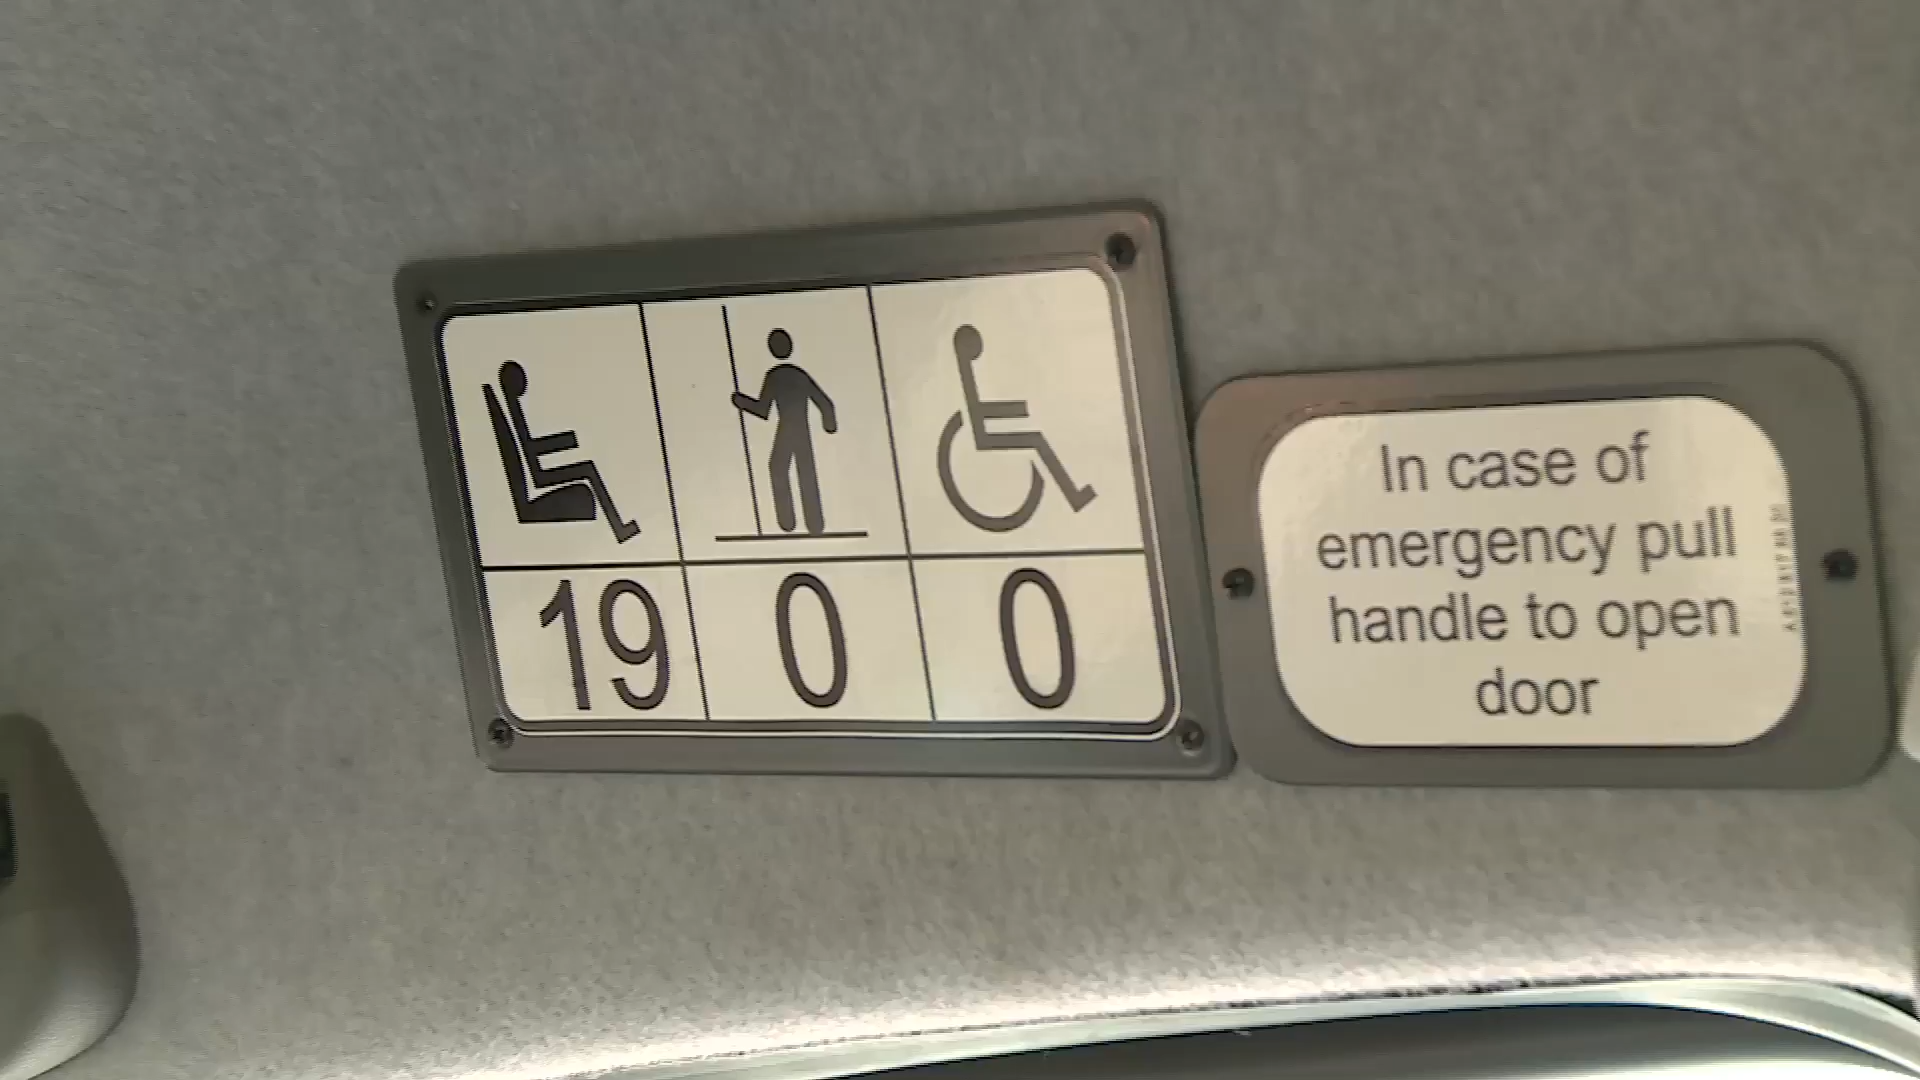 19 0 0
In case of
emergency pull
handle to open
door